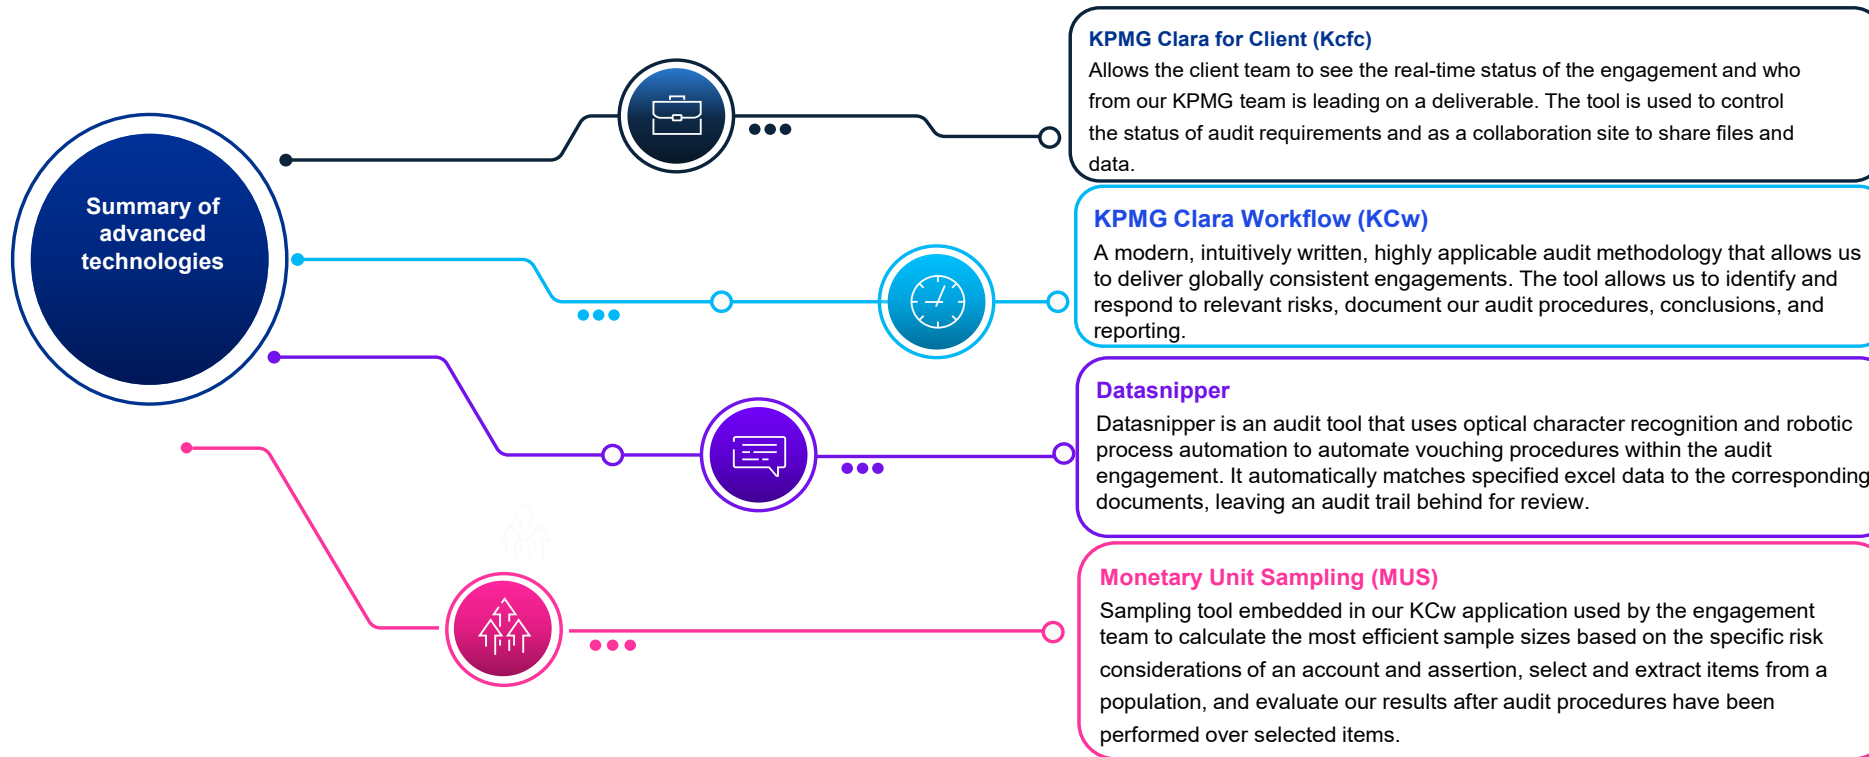 Summary of
advanced
technologies
KPMG Clara for Client (Kcfc)
Allows the client team to see the real-time status of the engagement and who
from our KPMG team is leading on a deliverable. The tool is used to control
the status of audit requirements and as a collaboration site to share files and
data.
KPMG Clara Workflow (KCw)
A modern, intuitively written, highly applicable audit methodology that allows us
to deliver globally consistent engagements. The tool allows us to identify and
respond to relevant risks, document our audit procedures, conclusions, and
reporting.
Datasnipper
Datasnipper is an audit tool that uses optical character recognition and robotic
process automation to automate vouching procedures within the audit
engagement. It automatically matches specified excel data to the corresponding
documents, leaving an audit trail behind for review.
Monetary Unit Sampling (MUS)
Sampling tool embedded in our KCw application used by the engagement
team to calculate the most efficient sample sizes based on the specific risk
considerations of an account and assertion, select and extract items from a
population, and evaluate our results after audit procedures have been
performed over selected items.